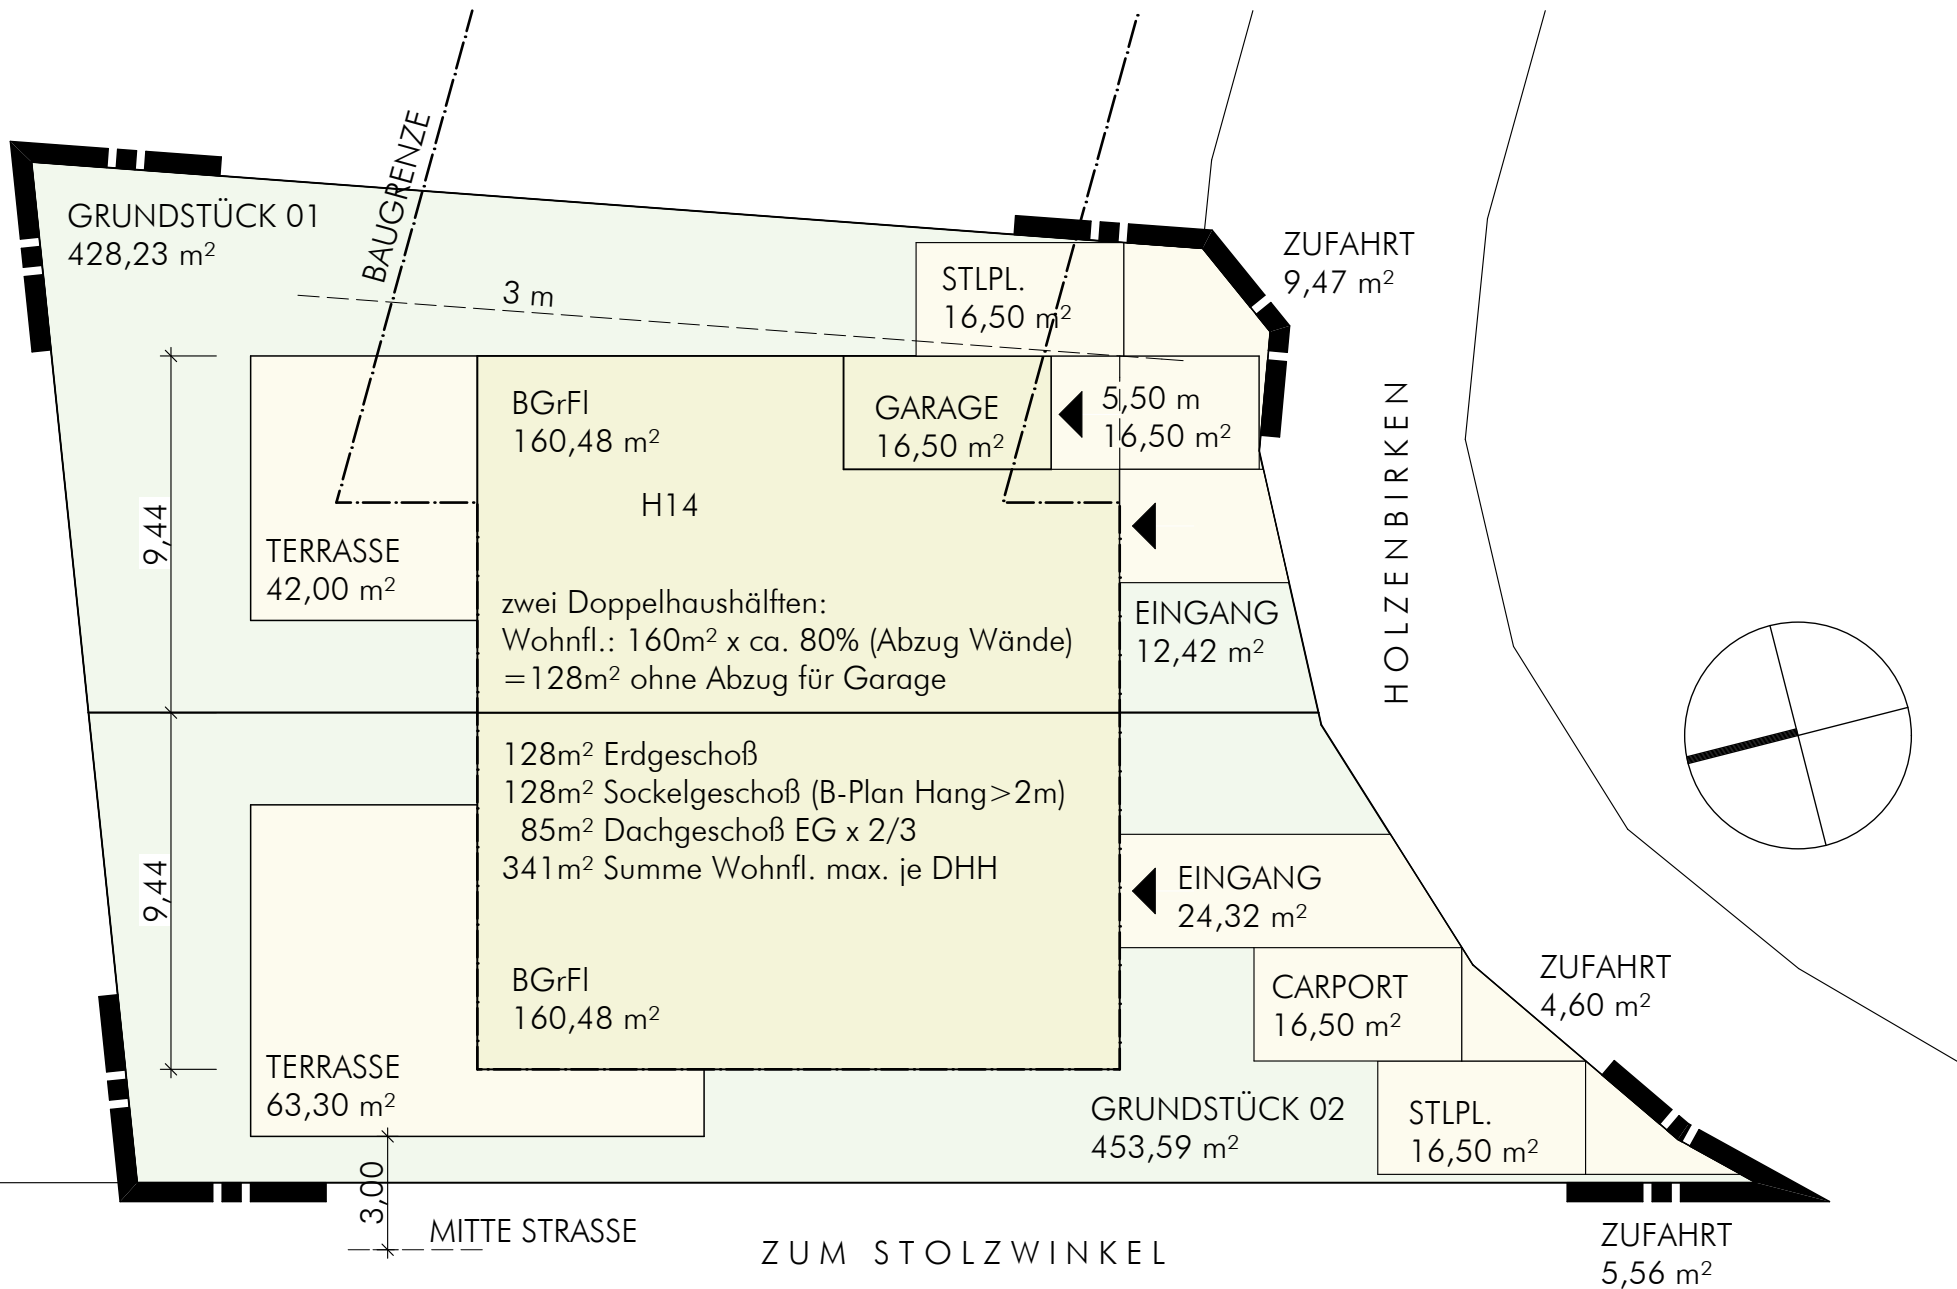 BAUGRENZE
GRUNDSTÜCK 01
428,23 m²
3 m
STLPL.
16,50 m²
ZUFAHRT
9,47 m²
BGrFl
160,48 m²
GARAGE
16,50 m²
5,50 m
16,50 m²
H14
9,44
TERRASSE
42,00 m²
zwei Doppelhaushälften:
Wohnfl.: 160m² x ca. 80% (Abzug Wände)
=128m² ohne Abzug für Garage
EINGANG
12,42 m²
HOLZENBIRKEN
128m² Erdgeschoß
128m² Sockelgeschoß (B-Plan Hang>2m)
85m² Dachgeschoß EG x 2/3
341m² Summe Wohnfl. max. je DHH
9,44
EINGANG
24,32 m²
BGrFl
160,48 m²
CARPORT
16,50 m²
ZUFAHRT
4,60 m²
TERRASSE
63,30 m²
GRUNDSTÜCK 02
453,59 m²
STLPL.
16,50 m²
3,00
MITTE STRASSE
ZUM STOLZWINKEL
ZUFAHRT
5,56 m²